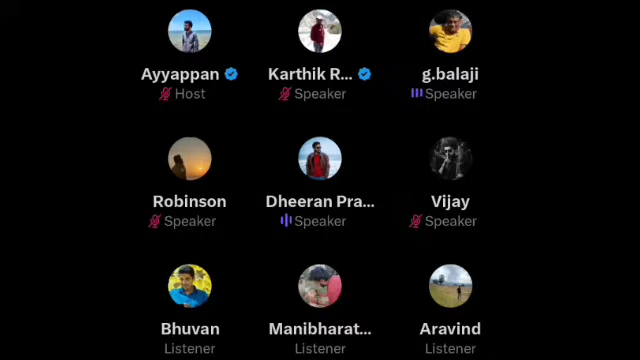 Ayyappan Karthik R... g.balaji
Host Speaker Speaker
Robinson Dheeran Pra... Vijay
Speaker Speaker Speaker
Bhuvan Manibharat... Aravind
Listener Listener Listener